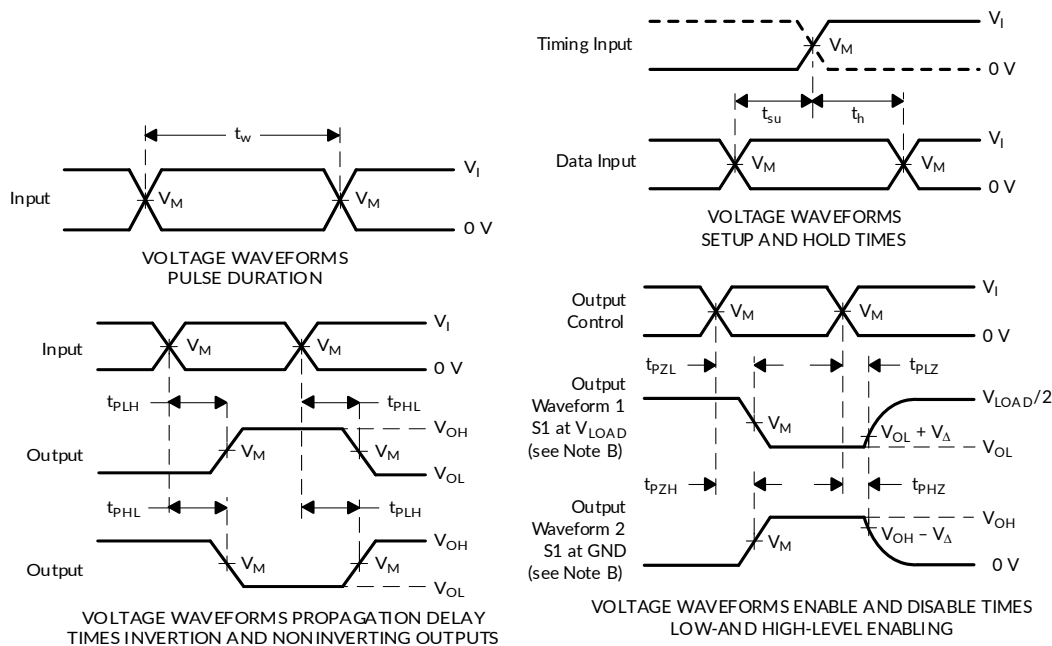 t_w
V_I
Input
V_M
V_M
0 V
VOLTAGE WAVEFORMS
PULSE DURATION
Timing Input
V_I
V_M
0 V
t_su
t_h
Data Input
V_I
V_M
V_M
0 V
VOLTAGE WAVEFORMS
SETUP AND HOLD TIMES
Input
V_I
V_M
V_M
0 V
t_PLH
t_PHL
Output
V_OH
V_M
V_M
V_OL
t_PHL
t_PLH
Output
V_OH
V_M
V_M
V_OL
VOLTAGE WAVEFORMS PROPAGATION DELAY
TIMES INVERTION AND NONINVERTING OUTPUTS
Output
Control
V_I
V_M
V_M
0 V
t_PZL
t_PLZ
Output
Waveform 1
S1 at V_LOAD
(see Note B)
V_LOAD/2
V_M
V_OL + V_Δ
V_OL
t_PZH
t_PHZ
Output
Waveform 2
S1 at GND
(see Note B)
V_OH
V_M
V_OH – V_Δ
0 V
VOLTAGE WAVEFORMS ENABLE AND DISABLE TIMES
LOW-AND HIGH-LEVEL ENABLING